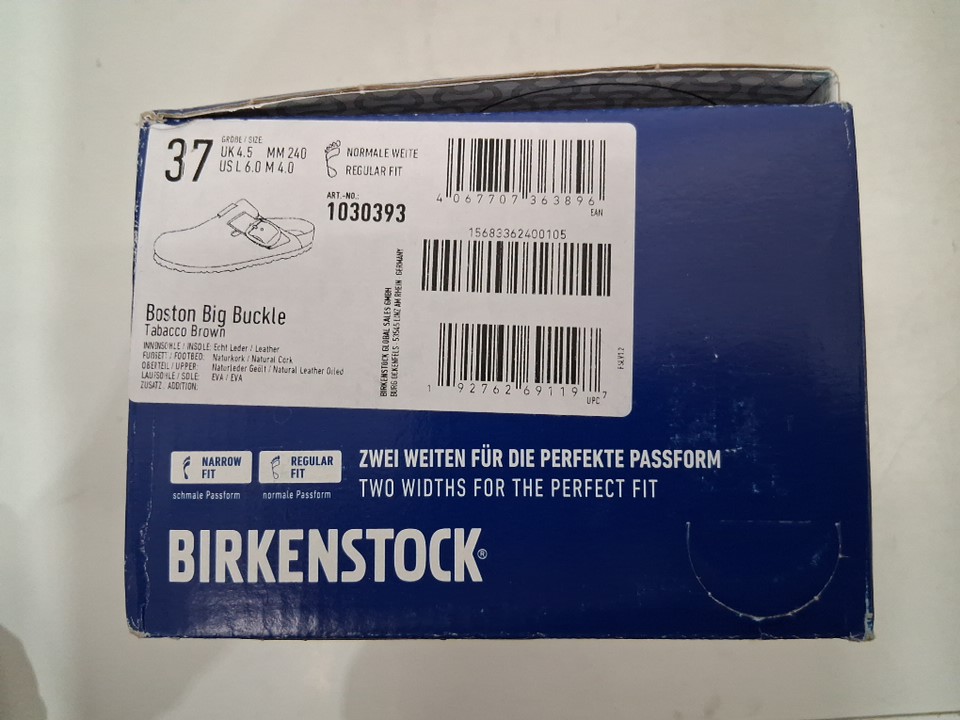 37
GRÖßE / SIZE
UK 4.5 MM 240
US L 6.0 M 4.0
NORMALE WEITE
REGULAR FIT
ART.-NO.:
1030393
4 067707 363896
EAN
15683362400105
Boston Big Buckle
Tabacco Brown
INNENSOHLE / INSOLE: Echt Leder / Leather
FUßBETT / FOOTBED: Naturkork / Natural Cork
OBERTEIL / UPPER: Naturleder Geölt / Natural Leather Oiled
LAUFSOHLE / SOLE: EVA / EVA
ZUSATZ. ADDITION:
BIRKENSTOCK GLOBAL SALES GMBH
BURG OCKENFELS · 53545 LINZ AM RHEIN · GERMANY
1 92762 69119 7
UPC
NARROW
FIT
schmale Passform
REGULAR
FIT
normale Passform
ZWEI WEITEN FÜR DIE PERFEKTE PASSFORM
TWO WIDTHS FOR THE PERFECT FIT
BIRKENSTOCK®